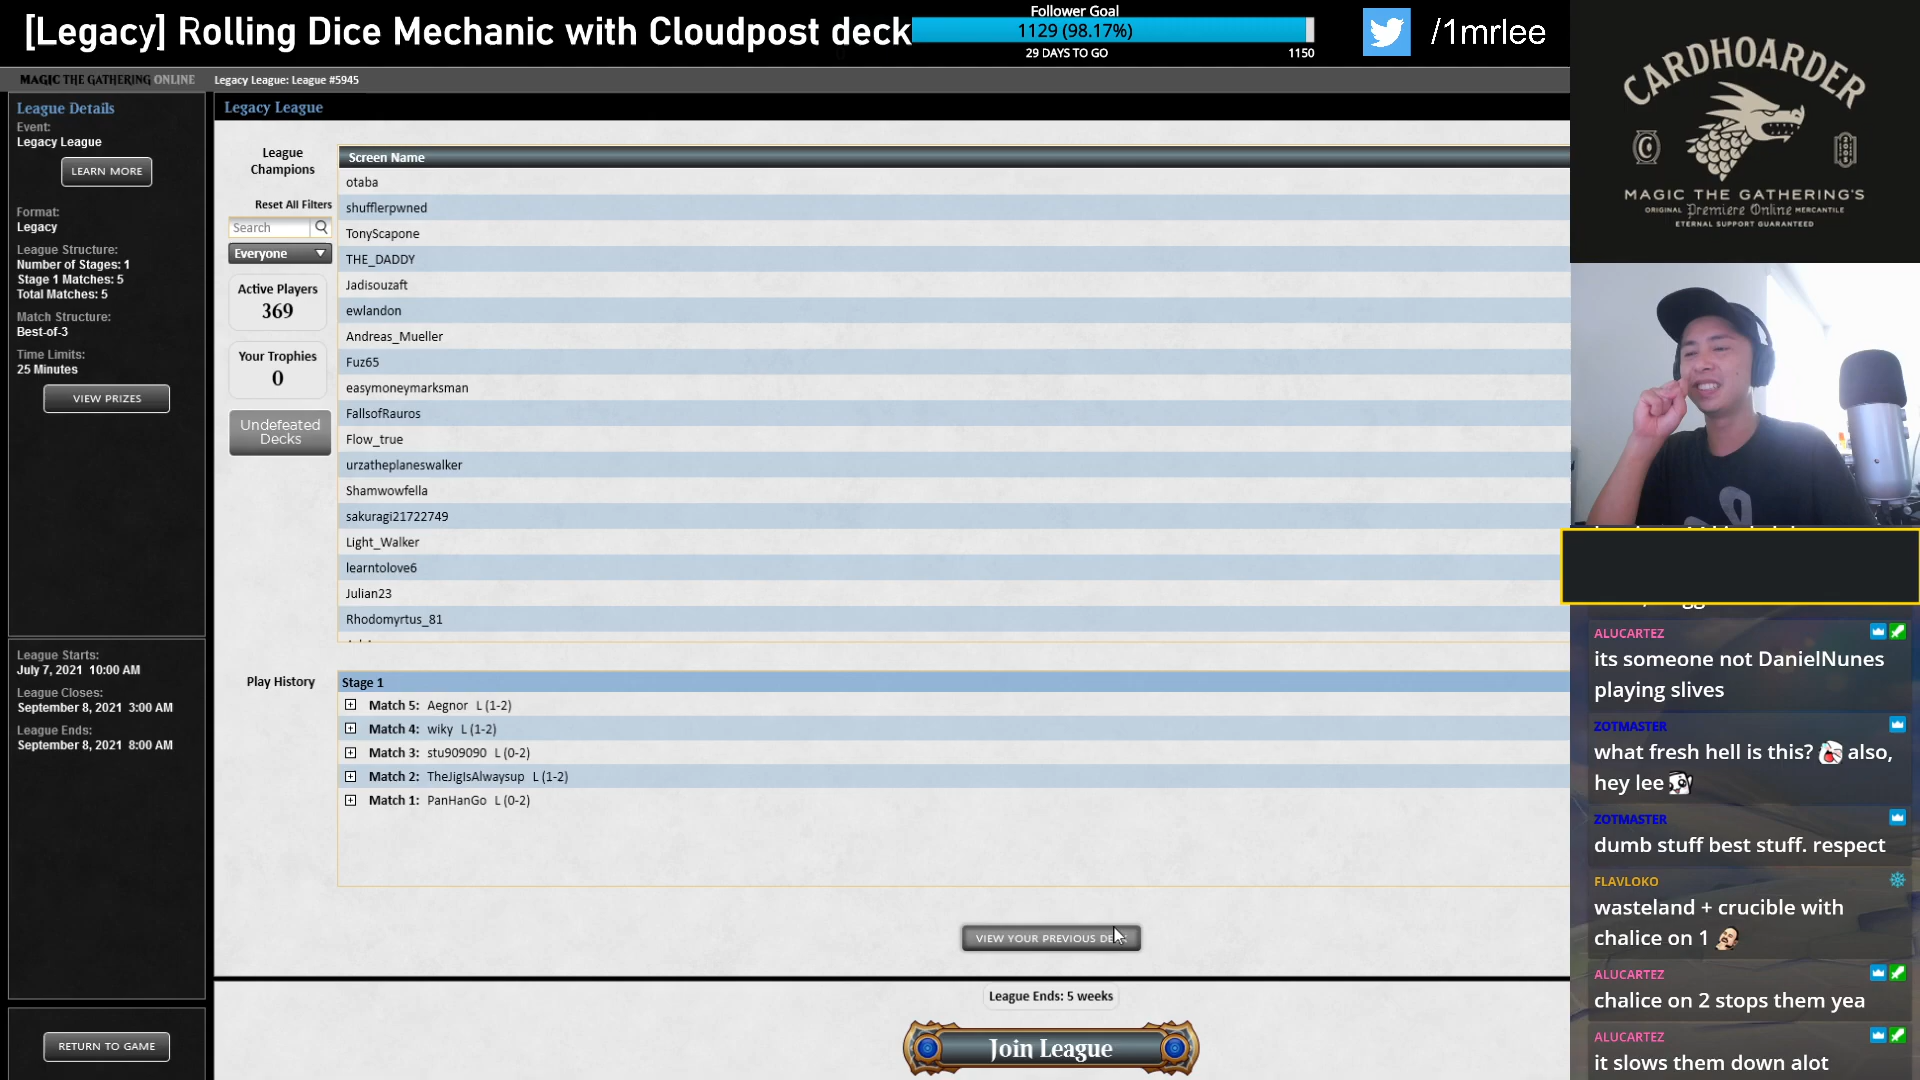 [Legacy] Rolling Dice Mechanic with Cloudpost deck
Follower Goal
1129 (98.17%)
29 DAYS TO GO
1150
/1mrlee
MAGIC THE GATHERING ONLINE
Legacy League: League #5945
League Details
Event:
Legacy League
LEARN MORE
Format:
Legacy
League Structure:
Number of Stages: 1
Stage 1 Matches: 5
Total Matches: 5
Match Structure:
Best-of-3
Time Limits:
25 Minutes
VIEW PRIZES
League Starts:
July 7, 2021 10:00 AM
League Closes:
September 8, 2021 3:00 AM
League Ends:
September 8, 2021 8:00 AM
RETURN TO GAME
Legacy League
League
Champions
Reset All Filters
Search
Everyone
Active Players
369
Your Trophies
0
Undefeated
Decks
Screen Name
otaba
shufflerpwned
TonyScapone
THE_DADDY
Jadisouzaft
ewlandon
Andreas_Mueller
Fuz65
easymoneymarksman
FallsofRauros
Flow_true
urzatheplaneswalker
Shamwowfella
sakuragi21722749
Light_Walker
learntolove6
Julian23
Rhodomyrtus_81
Play History
Stage 1
Match 5: Aegnor L (1-2)
Match 4: wiky L (1-2)
Match 3: stu909090 L (0-2)
Match 2: TheJigIsAlwaysup L (1-2)
Match 1: PanHanGo L (0-2)
VIEW YOUR PREVIOUS DE
League Ends: 5 weeks
Join League
CARDHOARDER
MAGIC THE GATHERING'S
ORIGINAL Premiere Online MERCANTILE
ETERNAL SUPPORT GUARANTEED
ALUCARTEZ
its someone not DanielNunes
playing slives
ZOTMASTER
what fresh hell is this? also,
hey lee
ZOTMASTER
dumb stuff best stuff. respect
FLAVLOKO
wasteland + crucible with
chalice on 1
ALUCARTEZ
chalice on 2 stops them yea
ALUCARTEZ
it slows them down alot